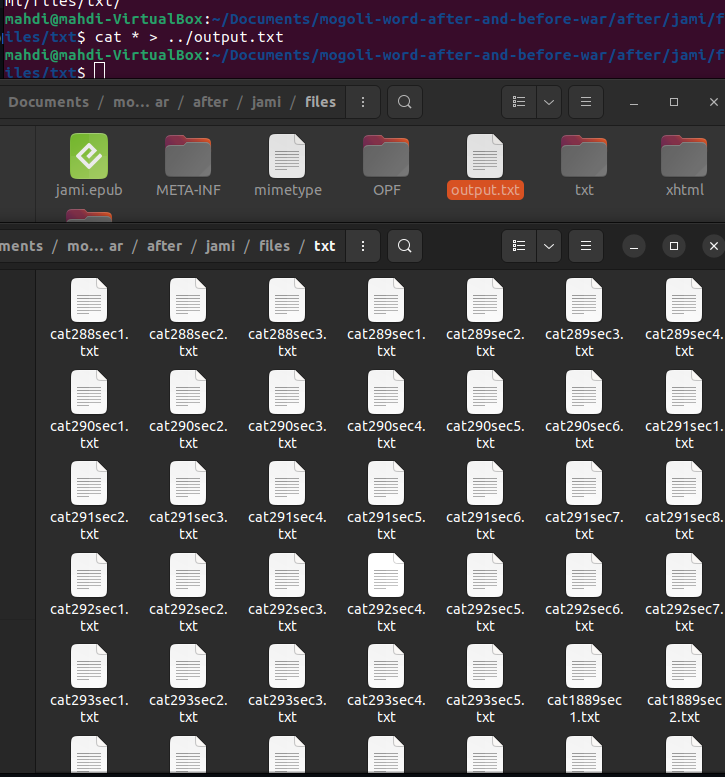 mt/files/txt/
mahdi@mahdi-VirtualBox:~/Documents/mogoli-word-after-and-before-war/after/jami/f
iles/txt$ cat * > ../output.txt
mahdi@mahdi-VirtualBox:~/Documents/mogoli-word-after-and-before-war/after/jami/f
iles/txt$
Documents / mo... ar / after / jami / files
jami.epub META-INF mimetype OPF output.txt txt xhtml
ments / mo... ar / after / jami / files / txt
cat288sec1. cat288sec2. cat288sec3. cat289sec1. cat289sec2. cat289sec3. cat289sec4.
txt txt txt txt txt txt txt
cat290sec1. cat290sec2. cat290sec3. cat290sec4. cat290sec5. cat290sec6. cat291sec1.
txt txt txt txt txt txt txt
cat291sec2. cat291sec3. cat291sec4. cat291sec5. cat291sec6. cat291sec7. cat291sec8.
txt txt txt txt txt txt txt
cat292sec1. cat292sec2. cat292sec3. cat292sec4. cat292sec5. cat292sec6. cat292sec7.
txt txt txt txt txt txt txt
cat293sec1. cat293sec2. cat293sec3. cat293sec4. cat293sec5. cat1889sec cat1889sec
txt txt txt txt txt 1.txt 2.txt